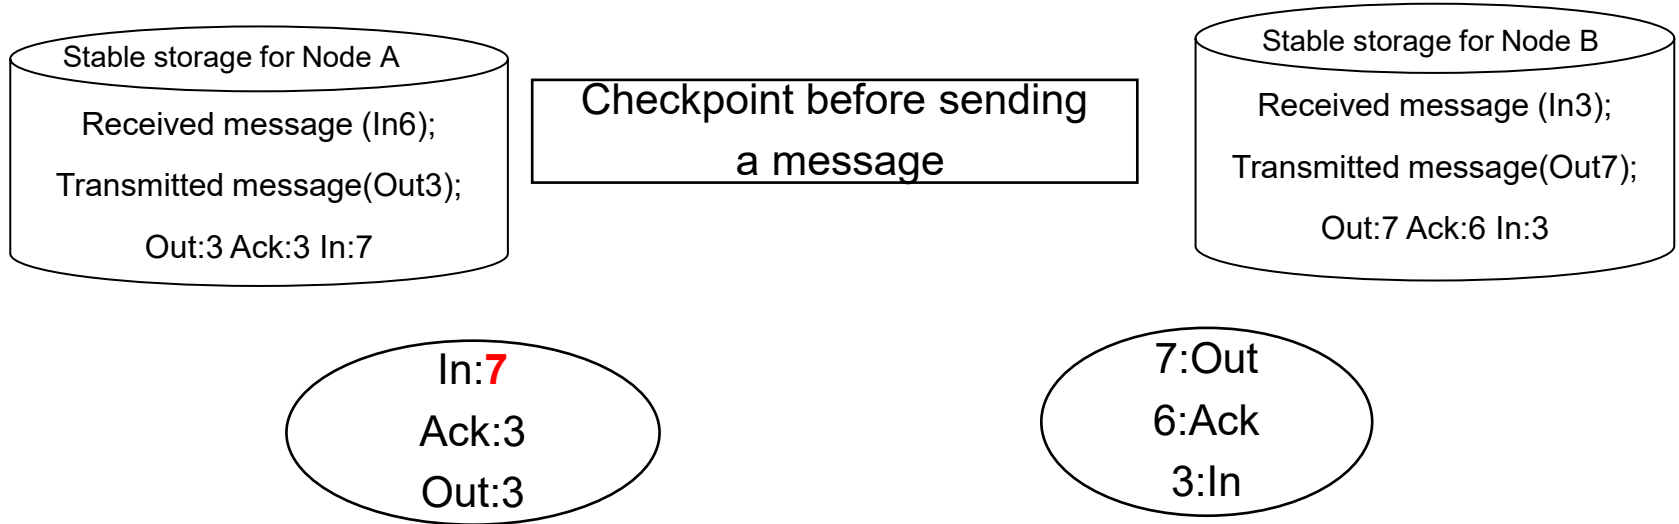 Stable storage for Node A
Received message (In6);
Transmitted message(Out3);
Out:3 Ack:3 In:7
Checkpoint before sending
a message
Stable storage for Node B
Received message (In3);
Transmitted message(Out7);
Out:7 Ack:6 In:3
In:7
Ack:3
Out:3
7:Out
6:Ack
3:In